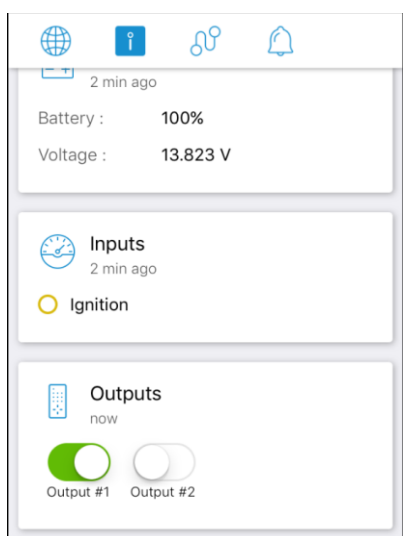 i
2 min ago
Battery : 100%
Voltage : 13.823 V
Inputs
2 min ago
Ignition
Outputs
now
Output #1 Output #2